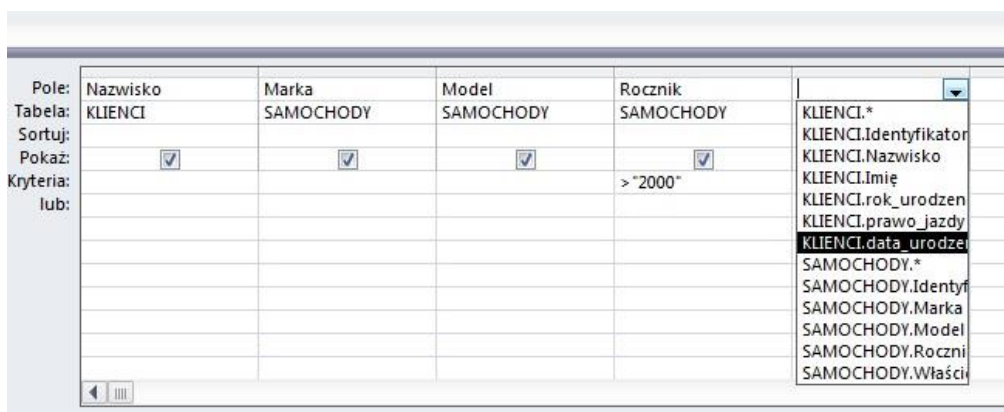 Pole: Nazwisko Marka Model Rocznik
Tabela: KLIENCI SAMOCHODY SAMOCHODY SAMOCHODY
Sortuj:
Pokaż:
Kryteria: > "2000"
lub:
KLIENCI.*
KLIENCI.Identyfikator
KLIENCI.Nazwisko
KLIENCI.Imię
KLIENCI.rok_urodzen
KLIENCI.prawo_jazdy
KLIENCI.data_urodzen
SAMOCHODY.*
SAMOCHODY.Identyf
SAMOCHODY.Marka
SAMOCHODY.Model
SAMOCHODY.Roczni
SAMOCHODY.Właści